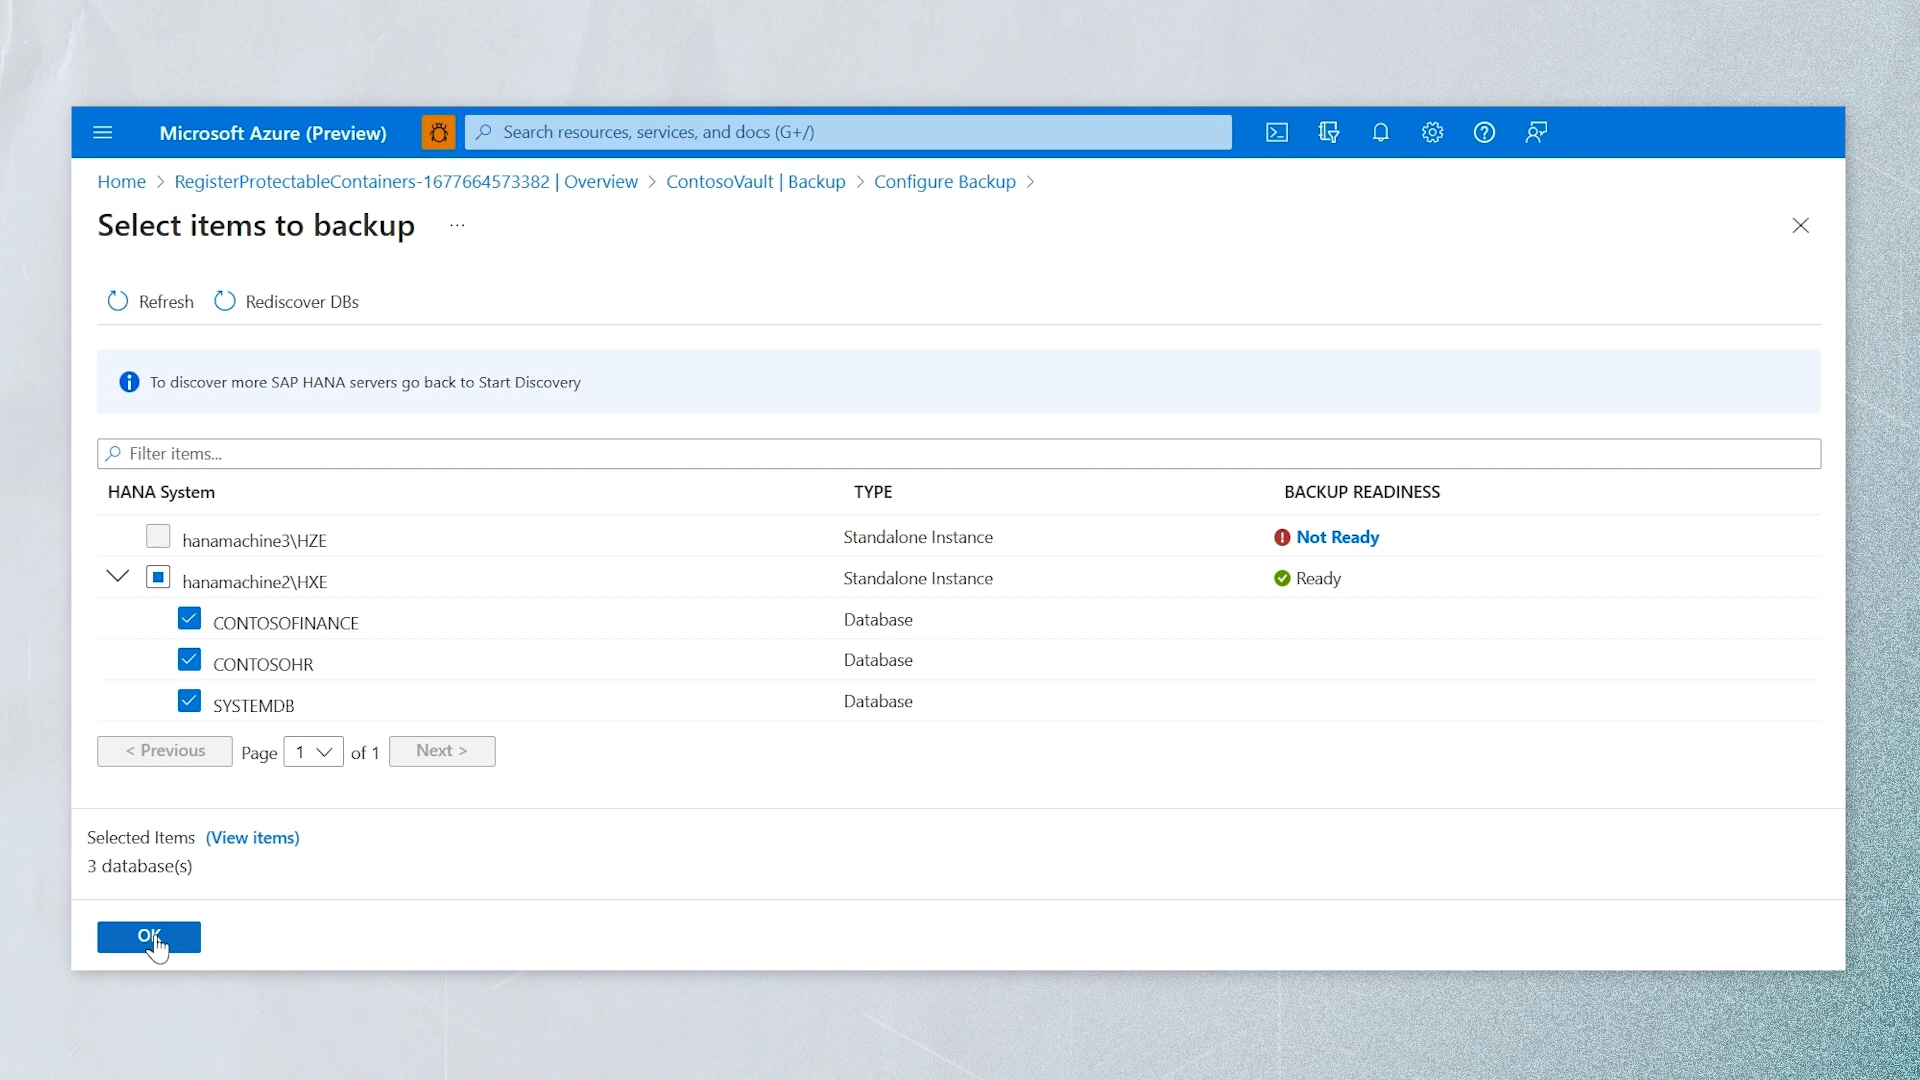 Microsoft Azure (Preview)
Search resources, services, and docs (G+/)
Home > RegisterProtectableContainers-1677664573382 | Overview > ContosoVault | Backup > Configure Backup >
Select items to backup ...
Refresh Rediscover DBs
To discover more SAP HANA servers go back to Start Discovery
Filter items...
HANA System TYPE BACKUP READINESS
hanamachine3\HZE Standalone Instance Not Ready
hanamachine2\HXE Standalone Instance Ready
CONTOSOFINANCE Database
CONTOSOHR Database
SYSTEMDB Database
< Previous Page 1 of 1 Next >
Selected Items (View items)
3 database(s)
OK